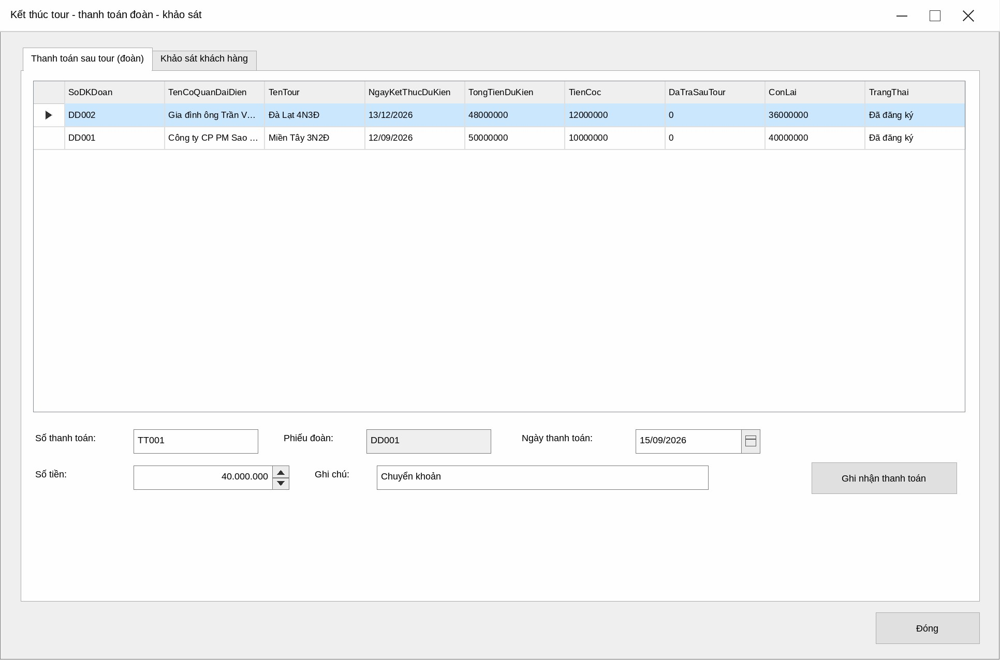 Kết thúc tour - thanh toán đoàn - khảo sát
Thanh toán sau tour (đoàn) Khảo sát khách hàng
SoDKDoan TenCoQuanDaiDien TenTour NgayKetThucDuKien TongTienDuKien TienCoc DaTraSauTour ConLai TrangThai
DD002 Gia đình ông Trần V... Đà Lạt 4N3Đ 13/12/2026 48000000 12000000 0 36000000 Đã đăng ký
DD001 Công ty CP PM Sao ... Miền Tây 3N2Đ 12/09/2026 50000000 10000000 0 40000000 Đã đăng ký
Số thanh toán: TT001 Phiếu đoàn: DD001 Ngày thanh toán: 15/09/2026
Số tiền: 40.000.000 Ghi chú: Chuyển khoản Ghi nhận thanh toán
Đóng